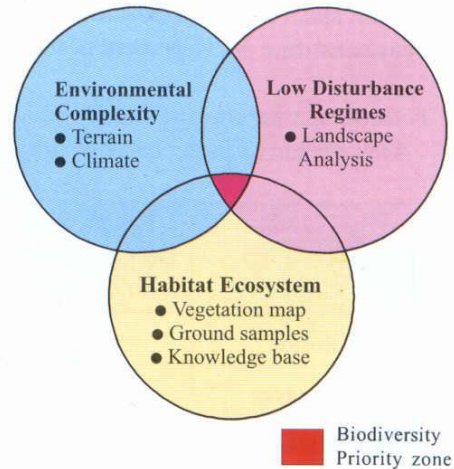 Environmental
Complexity
● Terrain
● Climate
Low Disturbance
Regimes
● Landscape
Analysis
Habitat Ecosystem
● Vegetation map
● Ground samples
● Knowledge base
Biodiversity
Priority zone